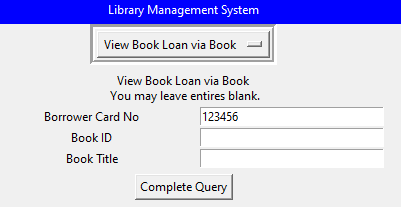 Library Management System
View Book Loan via Book
View Book Loan via Book
You may leave entires blank.
Borrower Card No 123456
Book ID
Book Title
Complete Query